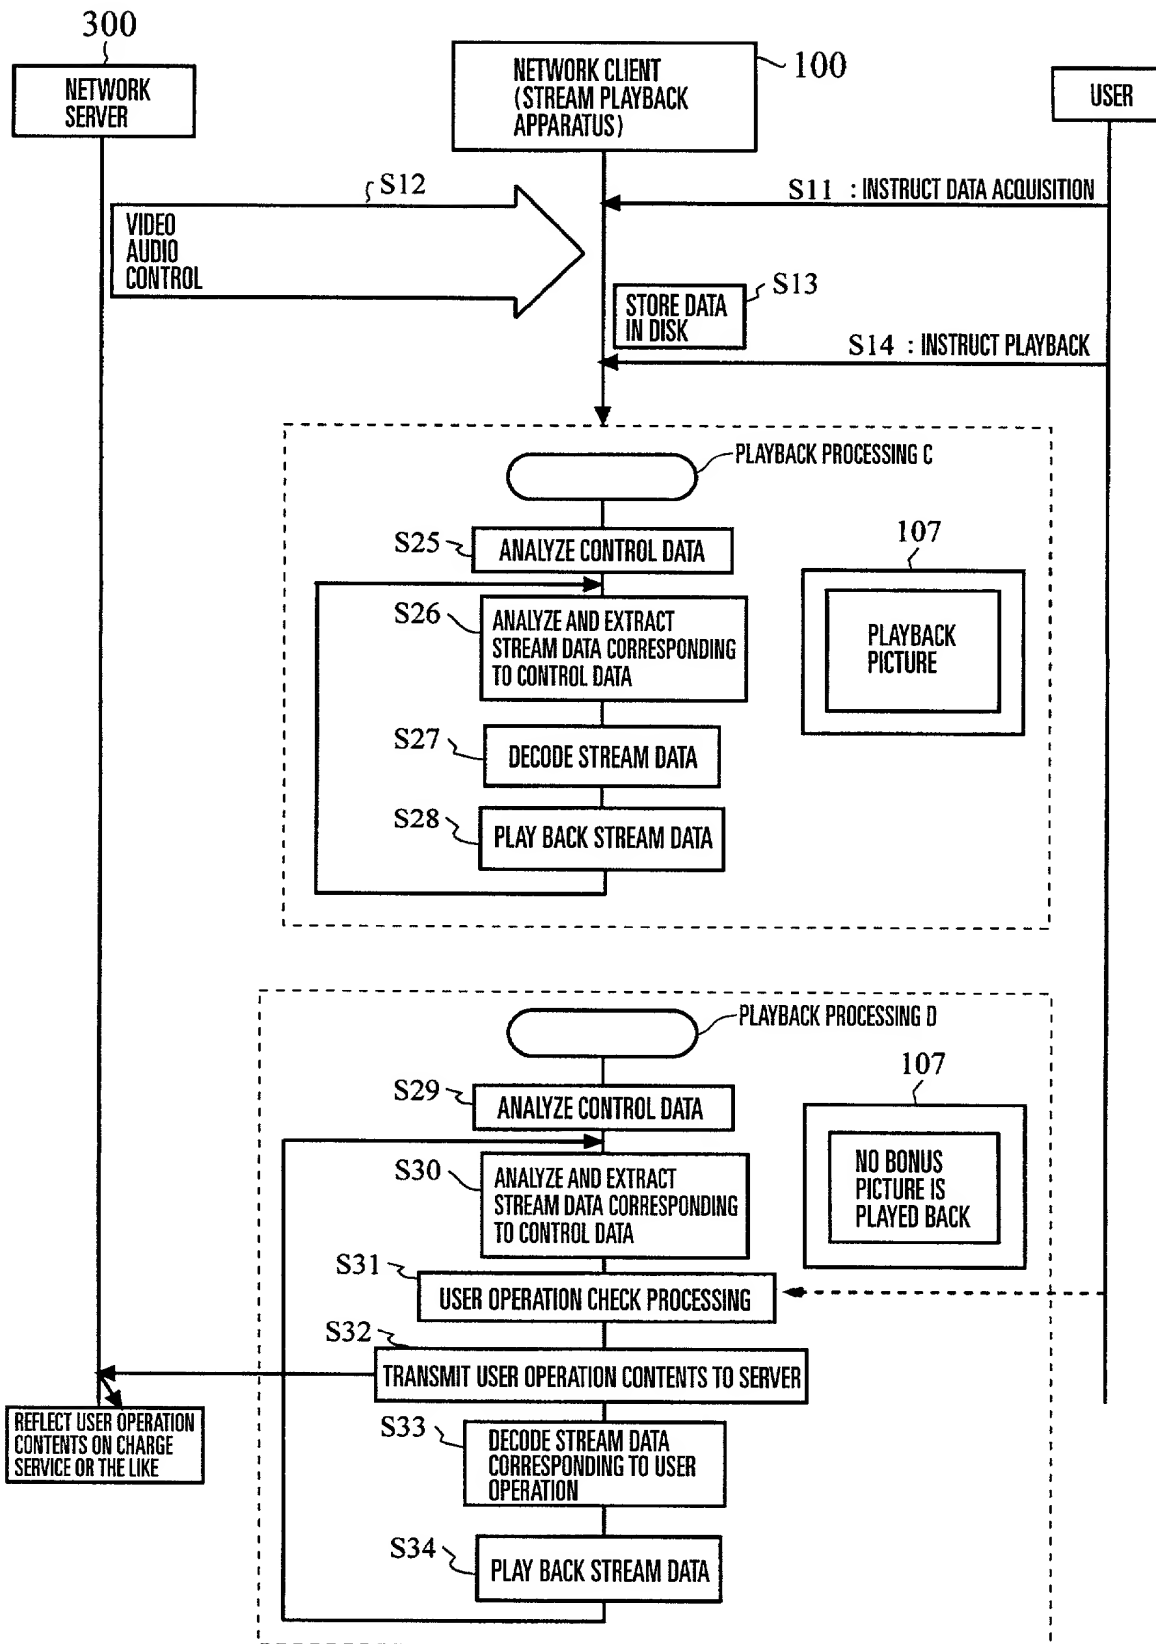 300
NETWORK
SERVER
NETWORK CLIENT
(STREAM PLAYBACK
APPARATUS)
100
USER
S12
S11 : INSTRUCT DATA ACQUISITION
VIDEO
AUDIO
CONTROL
S13
STORE DATA
IN DISK
S14 : INSTRUCT PLAYBACK
PLAYBACK PROCESSING C
S25
ANALYZE CONTROL DATA
107
S26
ANALYZE AND EXTRACT
STREAM DATA CORRESPONDING
TO CONTROL DATA
PLAYBACK
PICTURE
S27
DECODE STREAM DATA
S28
PLAY BACK STREAM DATA
PLAYBACK PROCESSING D
S29
ANALYZE CONTROL DATA
107
S30
ANALYZE AND EXTRACT
STREAM DATA CORRESPONDING
TO CONTROL DATA
NO BONUS
PICTURE IS
PLAYED BACK
S31
USER OPERATION CHECK PROCESSING
S32
TRANSMIT USER OPERATION CONTENTS TO SERVER
REFLECT USER OPERATION
CONTENTS ON CHARGE
SERVICE OR THE LIKE
S33
DECODE STREAM DATA
CORRESPONDING TO USER
OPERATION
S34
PLAY BACK STREAM DATA